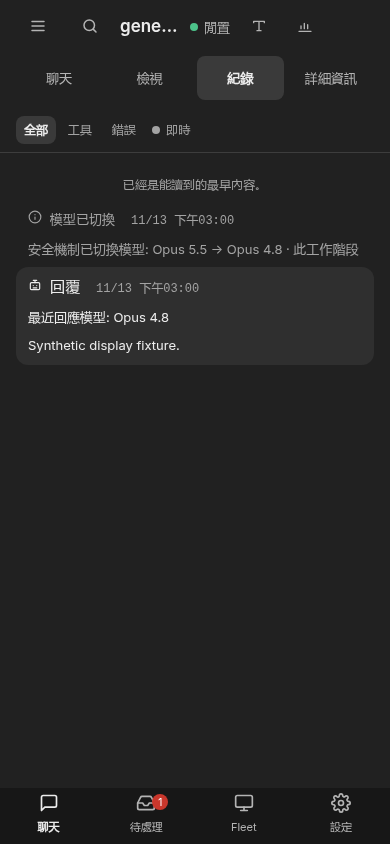 gene...
閒置
聊天
檢視
紀錄
詳細資訊
全部
工具
錯誤
即時
已經是能讀到的最早內容。
模型已切換 11/13 下午03:00
安全機制已切換模型: Opus 5.5 → Opus 4.8 · 此工作階段
回覆 11/13 下午03:00
最近回應模型: Opus 4.8
Synthetic display fixture.
1
聊天
待處理
Fleet
設定